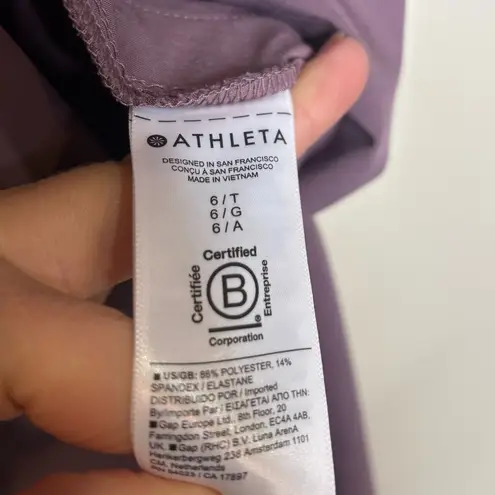 ATHLETA
DESIGNED IN SAN FRANCISCO
CONÇU À SAN FRANCISCO
MADE IN VIETNAM
6 / T
6 / G
6 / A
Certified
Certifiée
B
Entreprise
Corporation
US/GB: 86% POLYESTER, 14%
SPANDEX / ELASTANE
DISTRIBUIDO POR / IMPORTADO
Par / ΕΙΣΑΓΕΤΑΙ ΑΠΟ ΤΗΝ:
Gap Europe Ltd., 8th Floor, 20
Farringdon Street, London, EC4A 4AB,
UK. Gap (RHC) B.V. Luna ArenA
Herikerbergweg 238 Amsterdam 1101
CM, Netherlands
RN 54023 / CA 17897